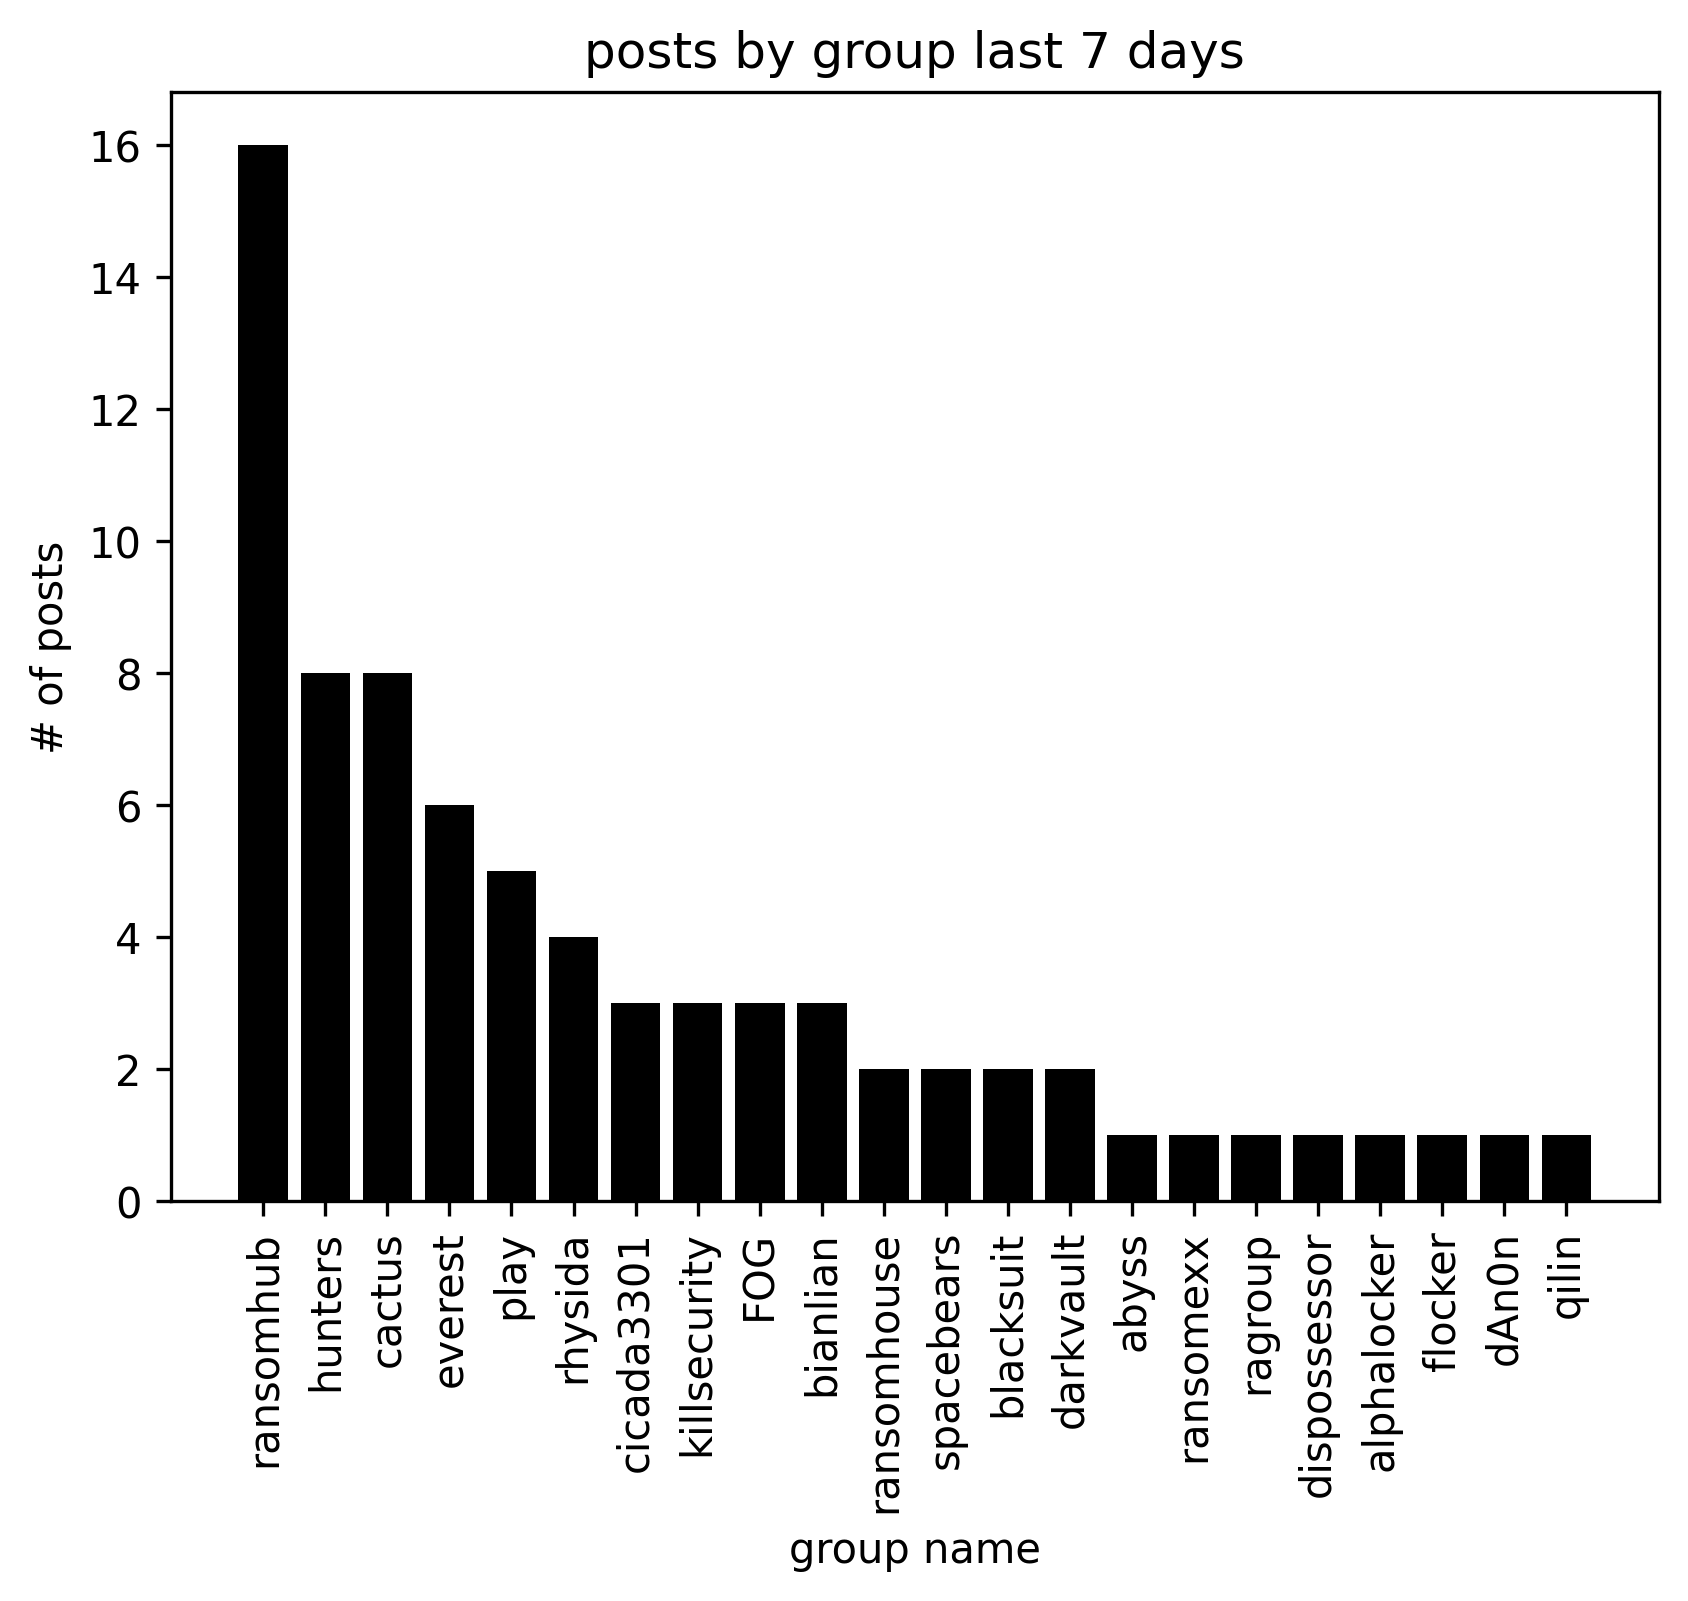 posts by group last 7 days
# of posts
16
14
12
10
8
6
4
2
0
ransomhub
hunters
cactus
everest
play
rhysida
cicada3301
killsecurity
FOG
bianlian
ransomhouse
spacebears
blacksuit
darkvault
abyss
ransomexx
ragroup
dispossessor
alphalocker
flocker
dAn0n
qilin
group name